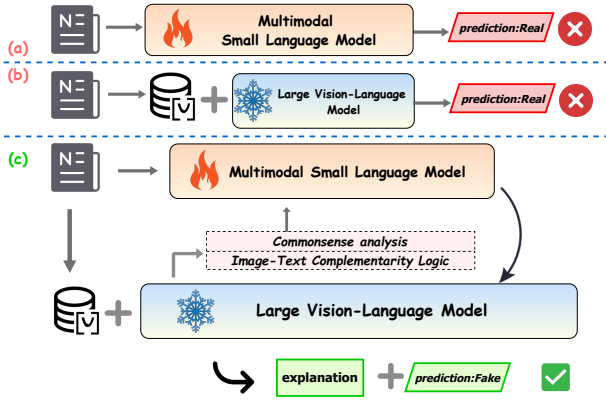 (a)
N
Multimodal
Small Language Model
prediction:Real
(b)
N
Large Vision-Language
Model
prediction:Real
(c)
N
Multimodal Small Language Model
Commonsense analysis
Image-Text Complementarity Logic
Large Vision-Language Model
explanation
prediction:Fake